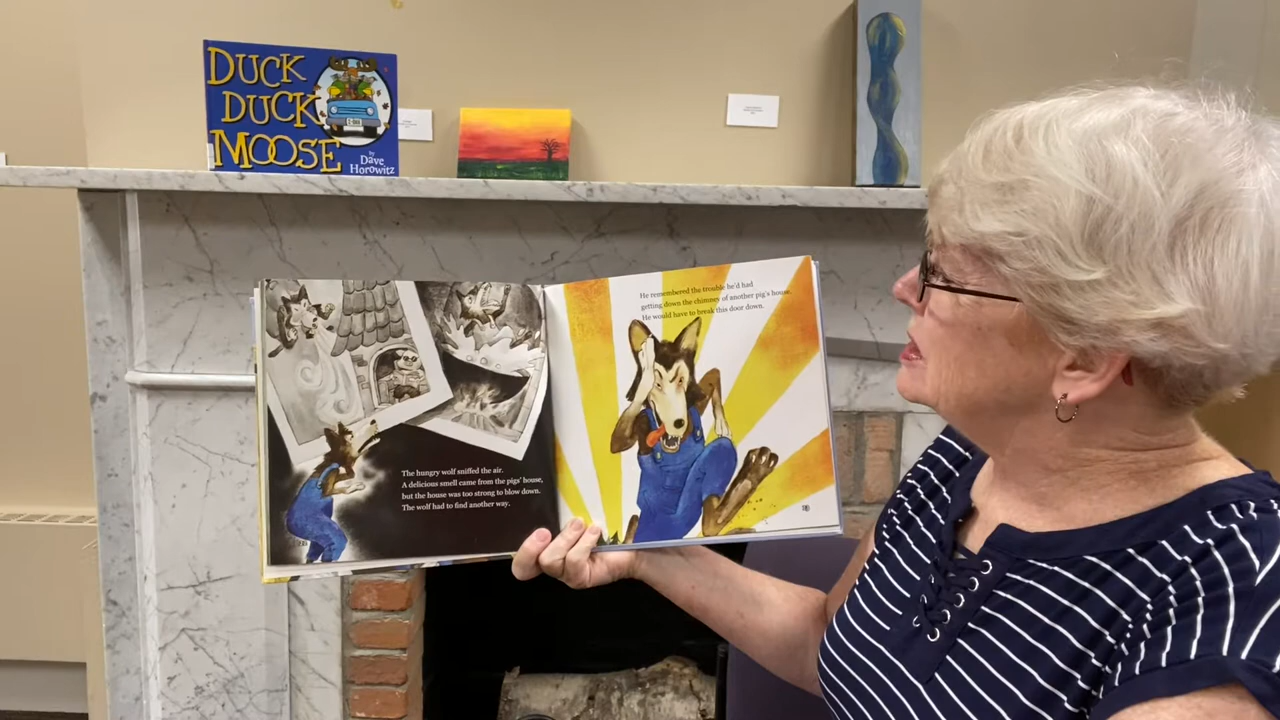 DUCK
DUCK
MOOSE
by
Dave
Horowitz
He remembered the trouble he'd had
getting down the chimney of another pig's house.
He would have to break this door down.
The hungry wolf sniffed the air.
A delicious smell came from the pigs' house,
but the house was too strong to blow down.
The wolf had to find another way.